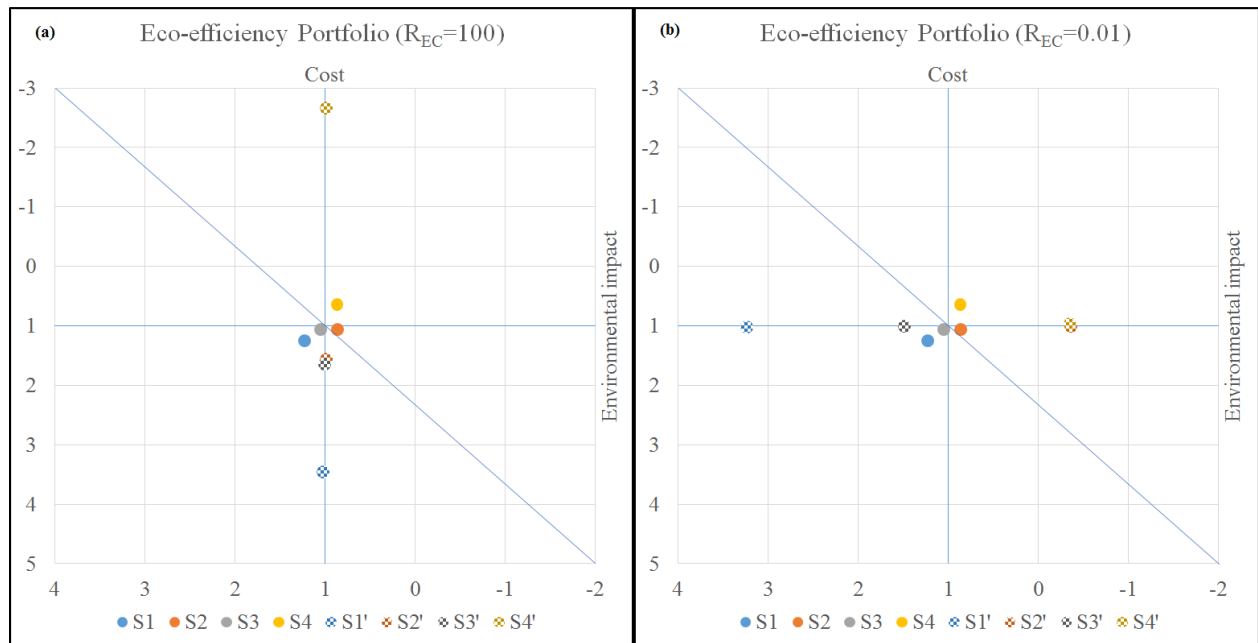 (a) Eco-efficiency Portfolio (REC=100)
Cost
-3
-2
-1
0
1
2
3
4
5
4 3 2 1 0 -1 -2
Environmental impact
S1 S2 S3 S4 S1' S2' S3' S4'
(b) Eco-efficiency Portfolio (REC=0.01)
Cost
-3
-2
-1
0
1
2
3
4
5
4 3 2 1 0 -1 -2
Environmental impact
S1 S2 S3 S4 S1' S2' S3' S4'